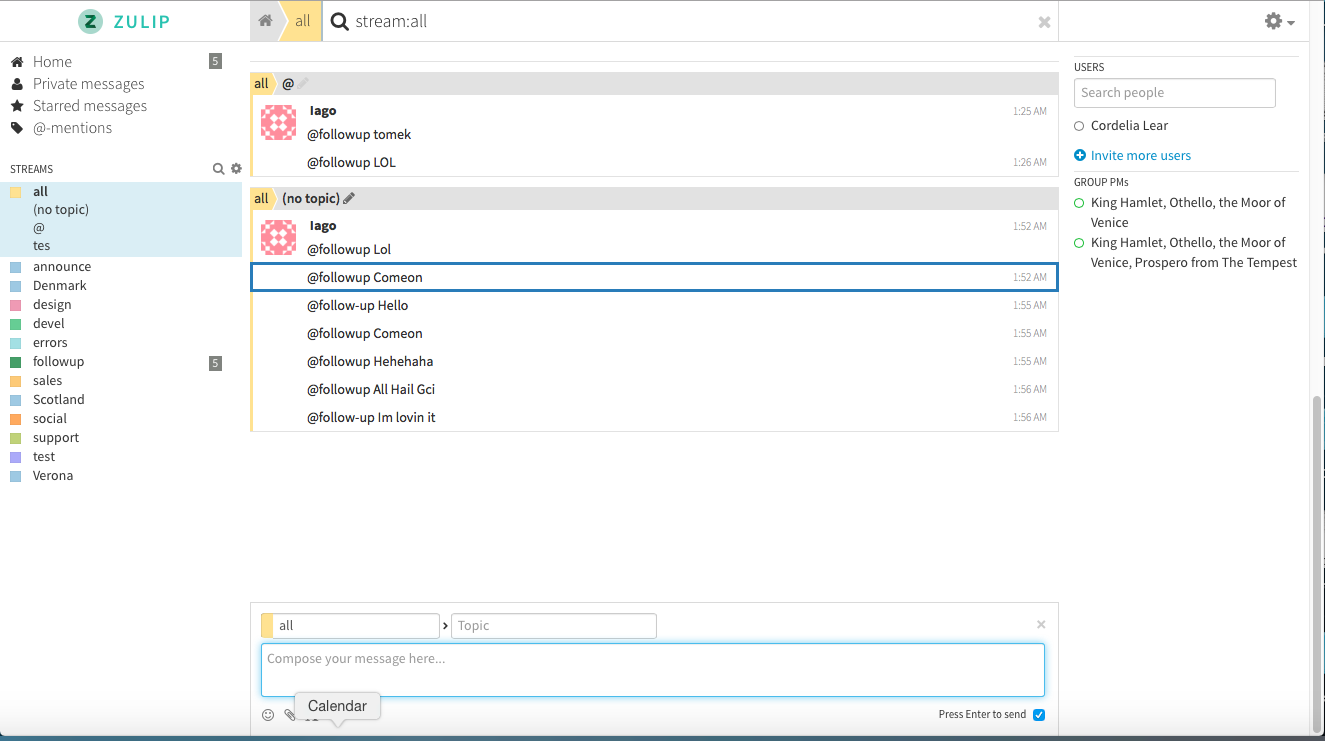 Z ZULIP
all
stream:all
Home 5
Private messages
Starred messages
@-mentions
STREAMS
all
(no topic)
@
tes
announce
Denmark
design
devel
errors
followup 5
sales
Scotland
social
support
test
Verona
all @
Iago 1:25 AM
@followup tomek
@followup LOL 1:26 AM
all (no topic)
Iago 1:52 AM
@followup Lol
@followup Comeon 1:52 AM
@follow-up Hello 1:55 AM
@followup Comeon 1:55 AM
@followup Hehehaha 1:55 AM
@followup All Hail Gci 1:56 AM
@follow-up Im lovin it 1:56 AM
all › Topic
Compose your message here...
Calendar
Press Enter to send
USERS
Search people
Cordelia Lear
Invite more users
GROUP PMs
King Hamlet, Othello, the Moor of
Venice
King Hamlet, Othello, the Moor of
Venice, Prospero from The Tempest